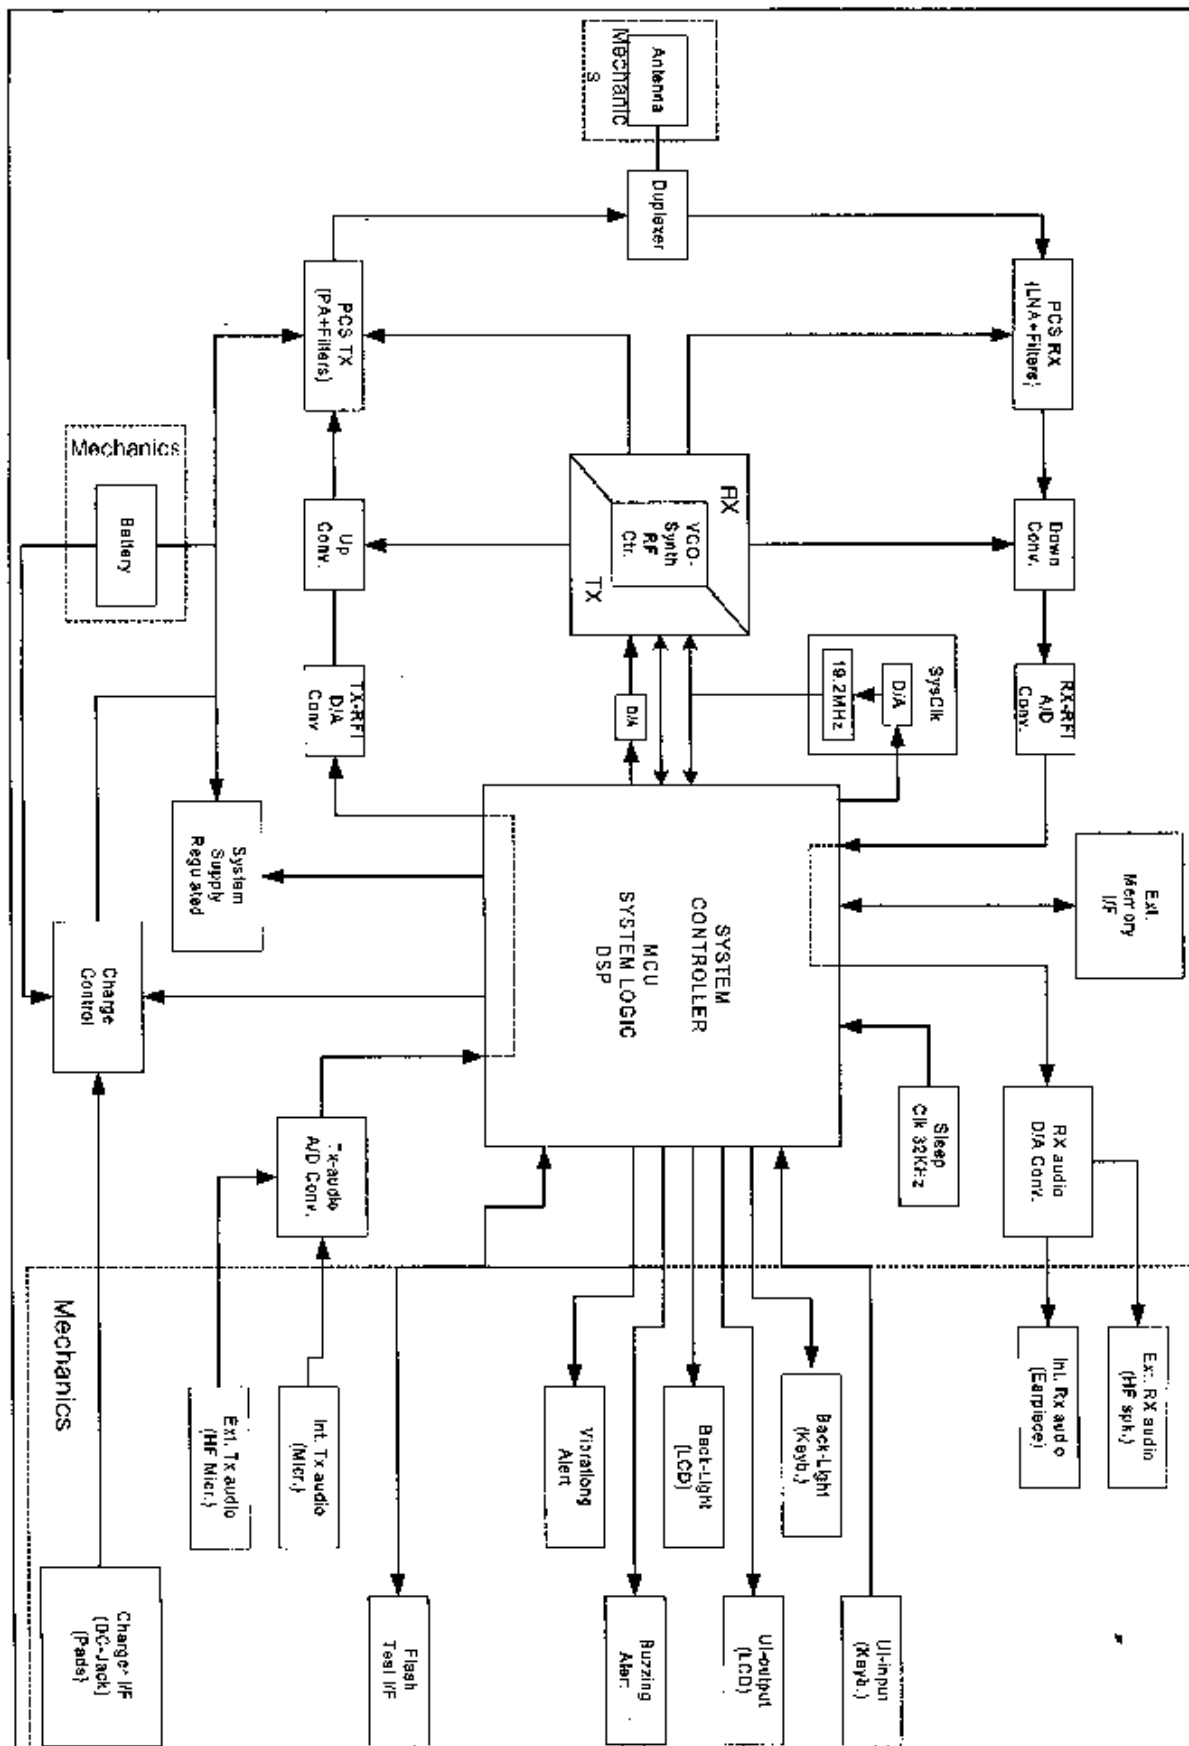 Mechanic
s
Antenna
Duplexer
PCS RX
(LNA+Filters)
PCS TX
(PA+Filters)
Mechanics
Battery
RX
VCO-
Synth
RF
Ctr.
TX
Up
Conv.
Down
Conv.
SysClk
D/A
19.2MHz
D/A
RX-RFI
A/D
Conv.
TX-RFI
D/A
Conv.
System
Supply
Regulated
Ext.
Memory
I/F
SYSTEM
CONTROLLER
MCU
SYSTEM LOGIC
DSP
Charge
Control
Sleep
Clk 32KHz
RX audio
D/A Conv.
Tx-audio
A/D Conv.
Mechanics
Ext. RX audio
(HF spk.)
Int. Rx audio
(Earpiece)
Back-Light
(Keyb.)
Back-Light
(LCD)
Vibrationg
Alert
Int. Tx audio
(Micr.)
Ext. Tx audio
(HF Micr.)
UI-input
(Keyb.)
UI-output
(LCD)
Buzzing
Alert
Flash
Test I/F
Charger I/F
(DC-Jack)
(Pads)